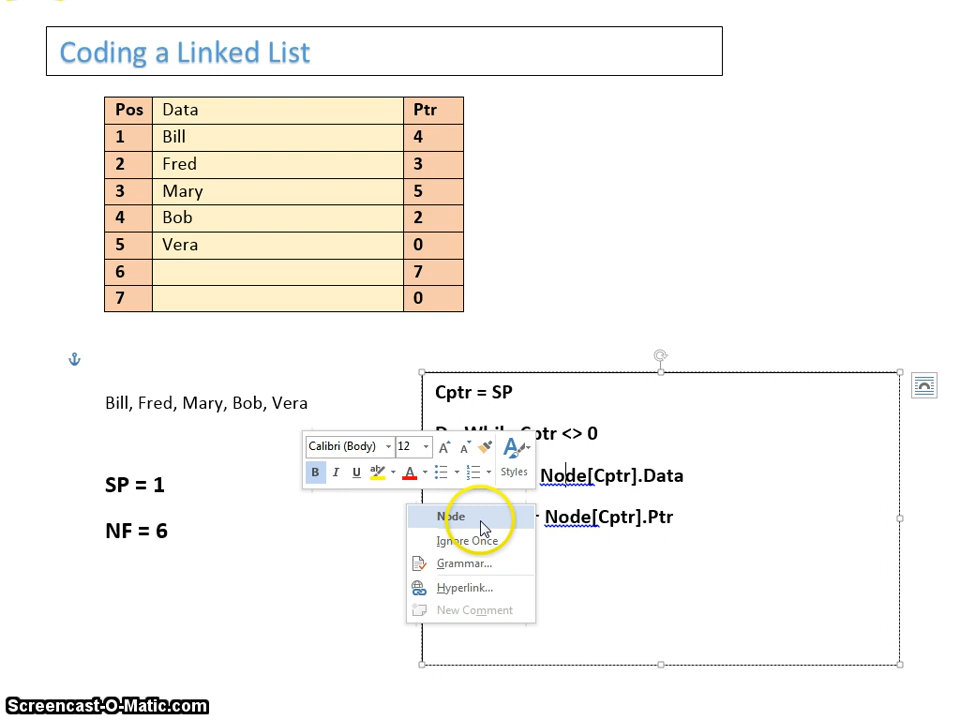 Coding a Linked List
Pos Data Ptr
1 Bill 4
2 Fred 3
3 Mary 5
4 Bob 2
5 Vera 0
6 7
7 0
Bill, Fred, Mary, Bob, Vera
SP = 1
NF = 6
Cptr = SP
Cptr <> 0
Node[Cptr].Data
Node[Cptr].Ptr
Calibri (Body) 12
B I U ab A Styles
Node
Ignore Once
Grammar...
Hyperlink...
New Comment
Screencast-O-Matic.com